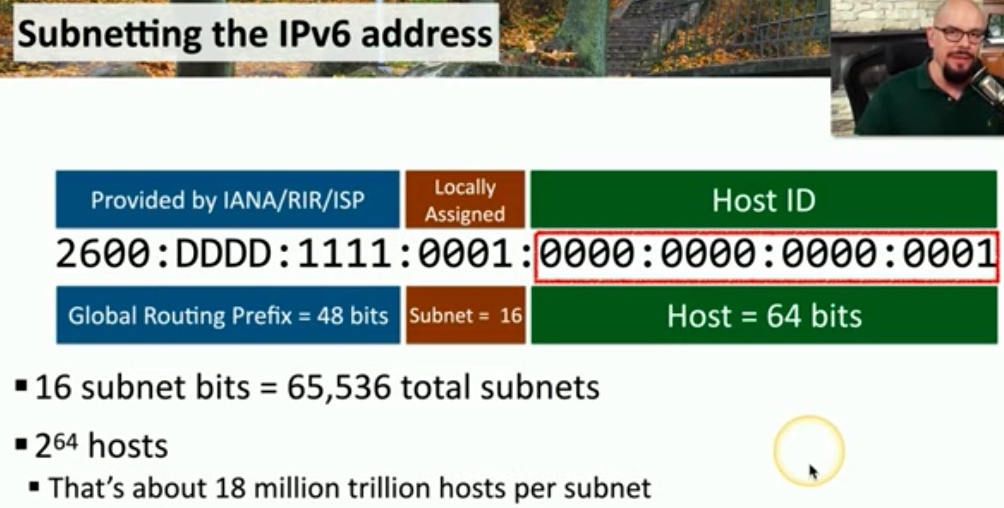 Subnetting the IPv6 address
Provided by IANA/RIR/ISP
Locally
Assigned
Host ID
2600:DDDD:1111:0001:0000:0000:0000:0001
Global Routing Prefix = 48 bits
Subnet = 16
Host = 64 bits
▪ 16 subnet bits = 65,536 total subnets
▪ 2⁶⁴ hosts
▪ That's about 18 million trillion hosts per subnet